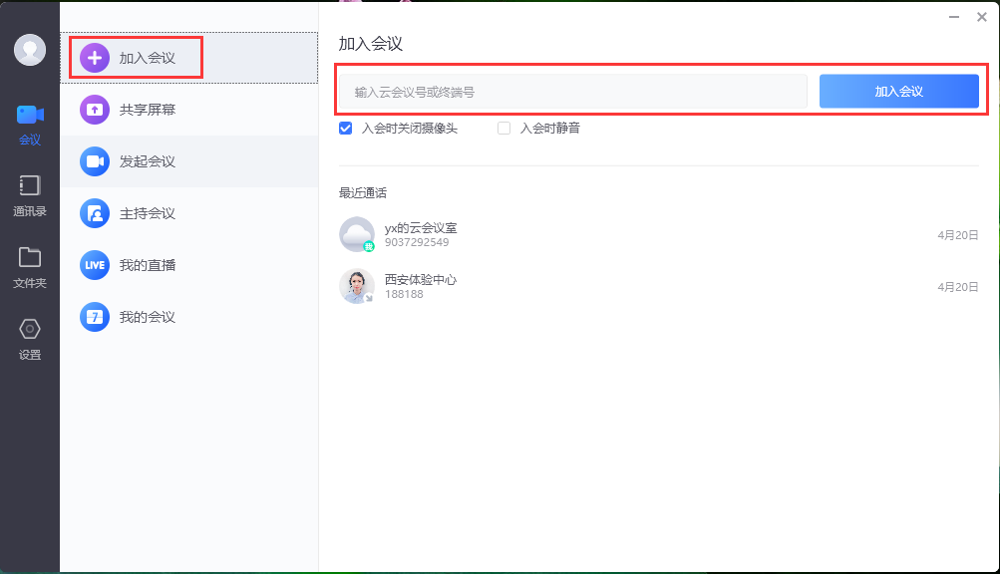 会议
通讯录
文件夹
设置
加入会议
共享屏幕
发起会议
主持会议
LIVE
我的直播
7
我的会议
加入会议
输入云会议号或终端号
加入会议
入会时关闭摄像头
入会时静音
最近通话
yx的云会议室
我
9037292549
4月20日
西安体验中心
188188
4月20日